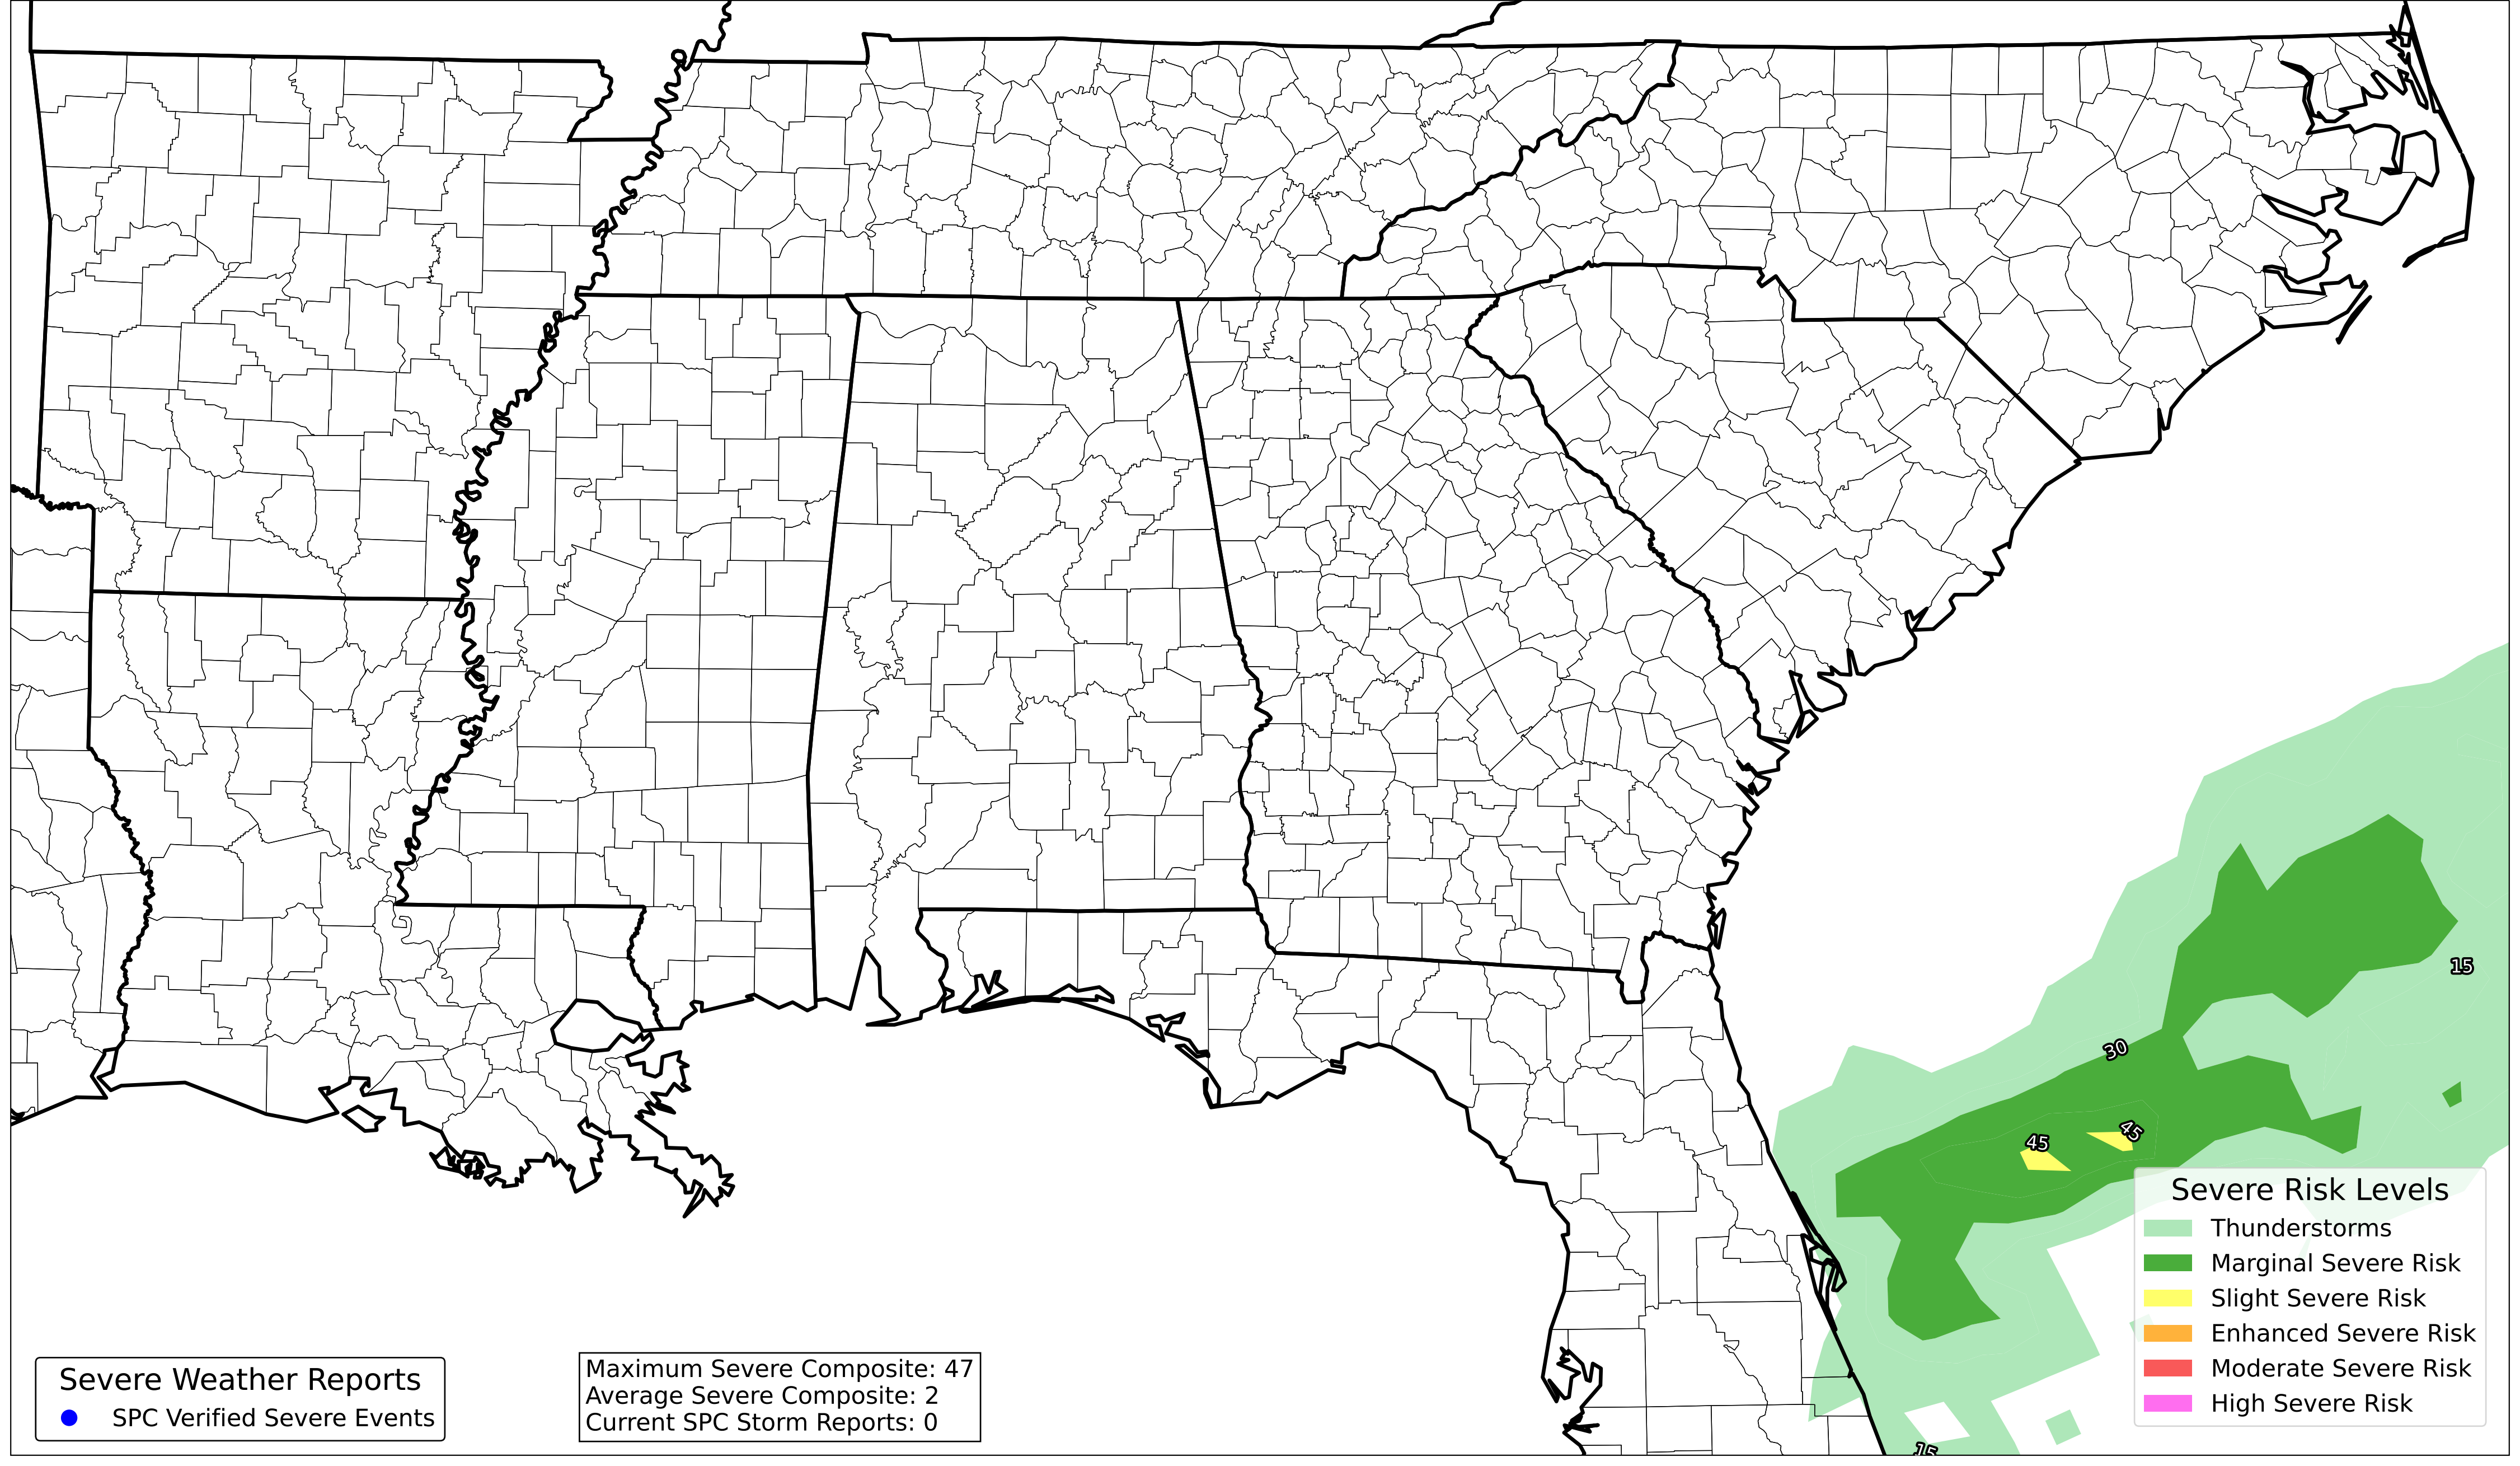 15
30
45
45
15
Severe Risk Levels
Thunderstorms
Marginal Severe Risk
Slight Severe Risk
Enhanced Severe Risk
Moderate Severe Risk
High Severe Risk
Severe Weather Reports
SPC Verified Severe Events
Maximum Severe Composite: 47
Average Severe Composite: 2
Current SPC Storm Reports: 0